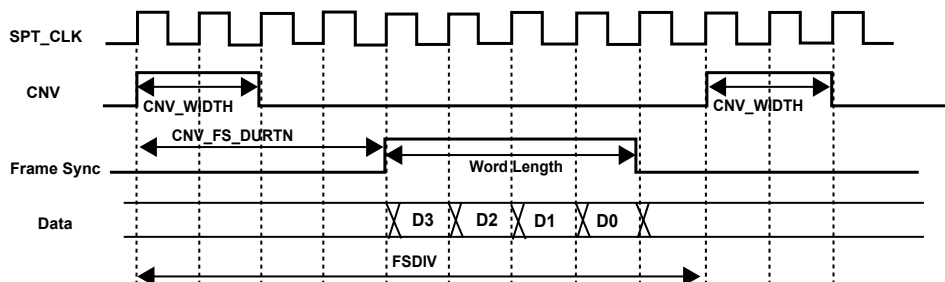 SPT_CLK
CNV
CNV_WIDTH
CNV_WIDTH
CNV_FS_DURTN
Frame Sync
Word Length
Data
D3
D2
D1
D0
FSDIV